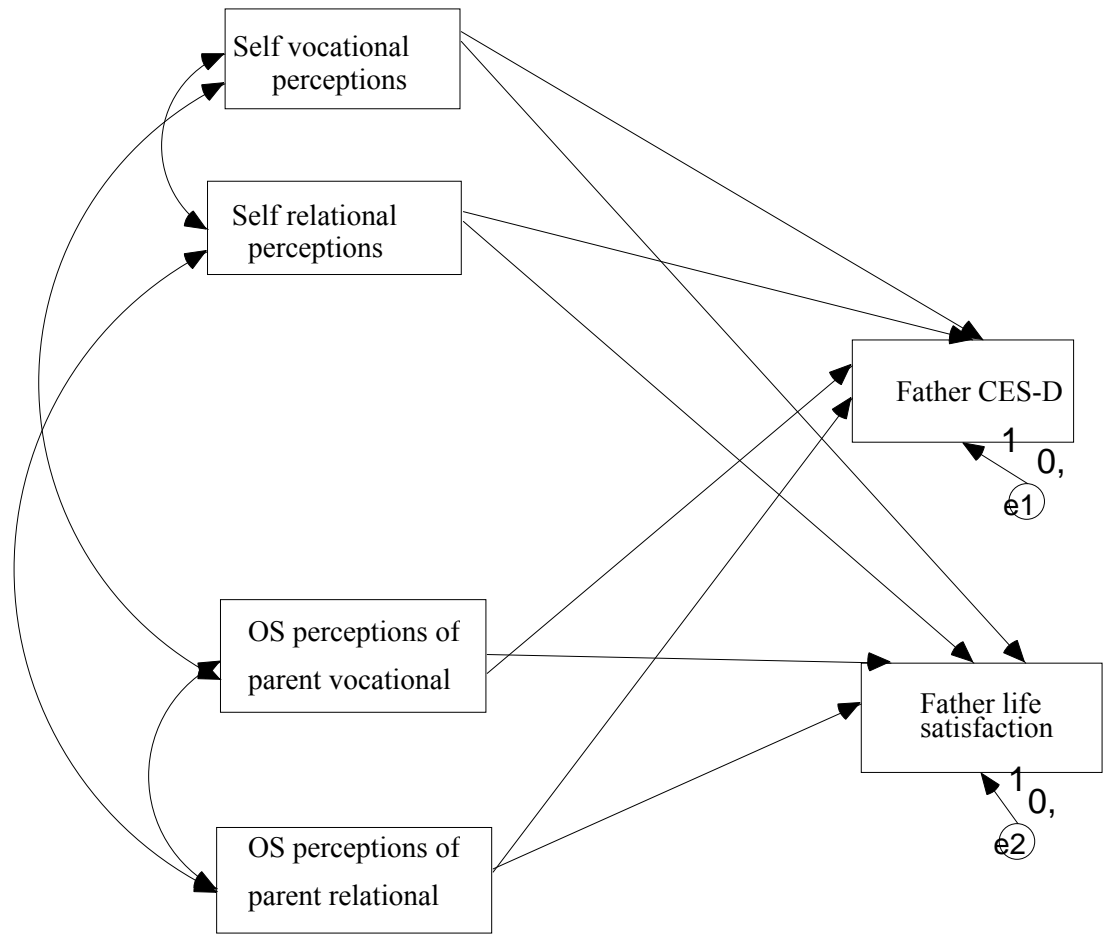 Self vocational
perceptions
Self relational
perceptions
Father CES-D
1
0,
e1
OS perceptions of
parent vocational
Father life
satisfaction
1
0,
e2
OS perceptions of
parent relational